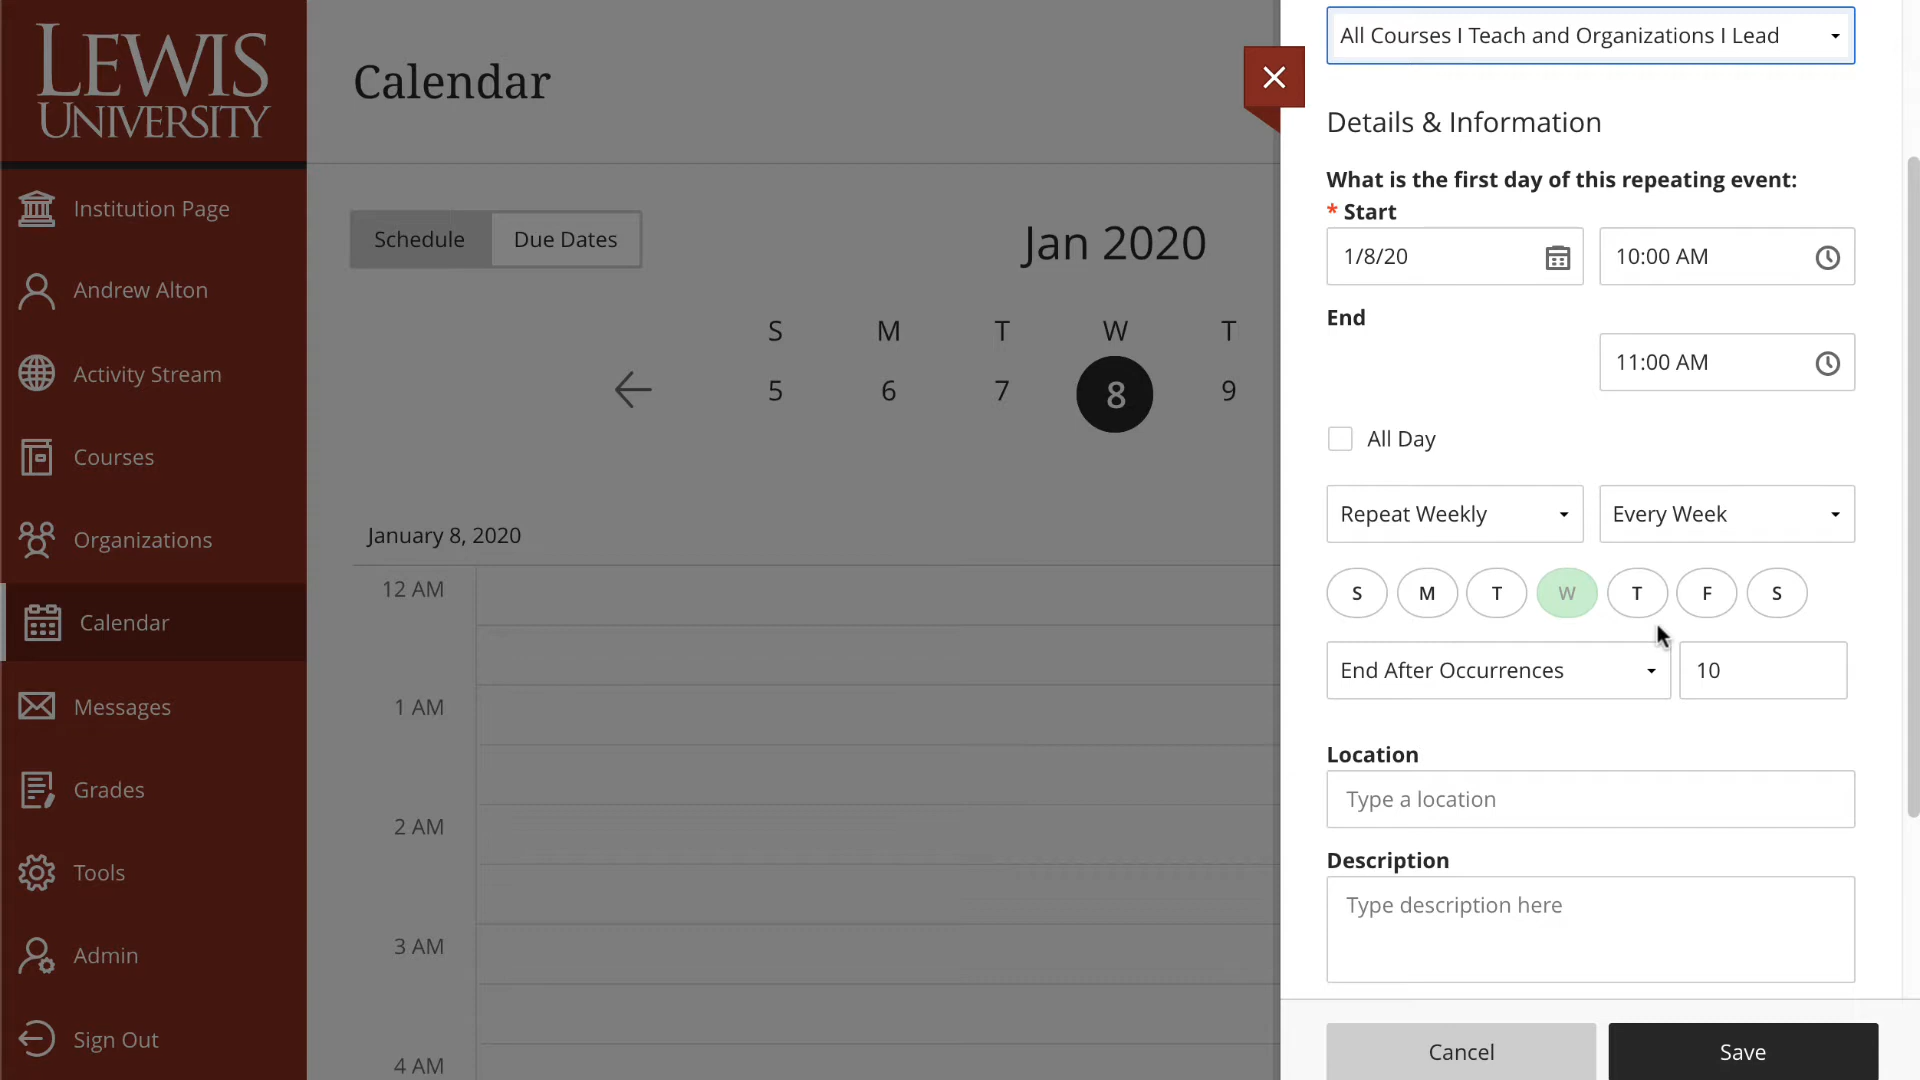 LEWIS
UNIVERSITY
Institution Page
Andrew Alton
Activity Stream
Courses
Organizations
Calendar
Messages
Grades
Tools
Admin
Sign Out
Calendar
Schedule Due Dates
Jan 2020
S M T W T
5 6 7 8 9
January 8, 2020
12 AM
1 AM
2 AM
3 AM
4 AM
All Courses I Teach and Organizations I Lead
Details & Information
What is the first day of this repeating event:
* Start
1/8/20 10:00 AM
End
11:00 AM
All Day
Repeat Weekly Every Week
S M T W T F S
End After Occurrences 10
Location
Type a location
Description
Type description here
Cancel Save